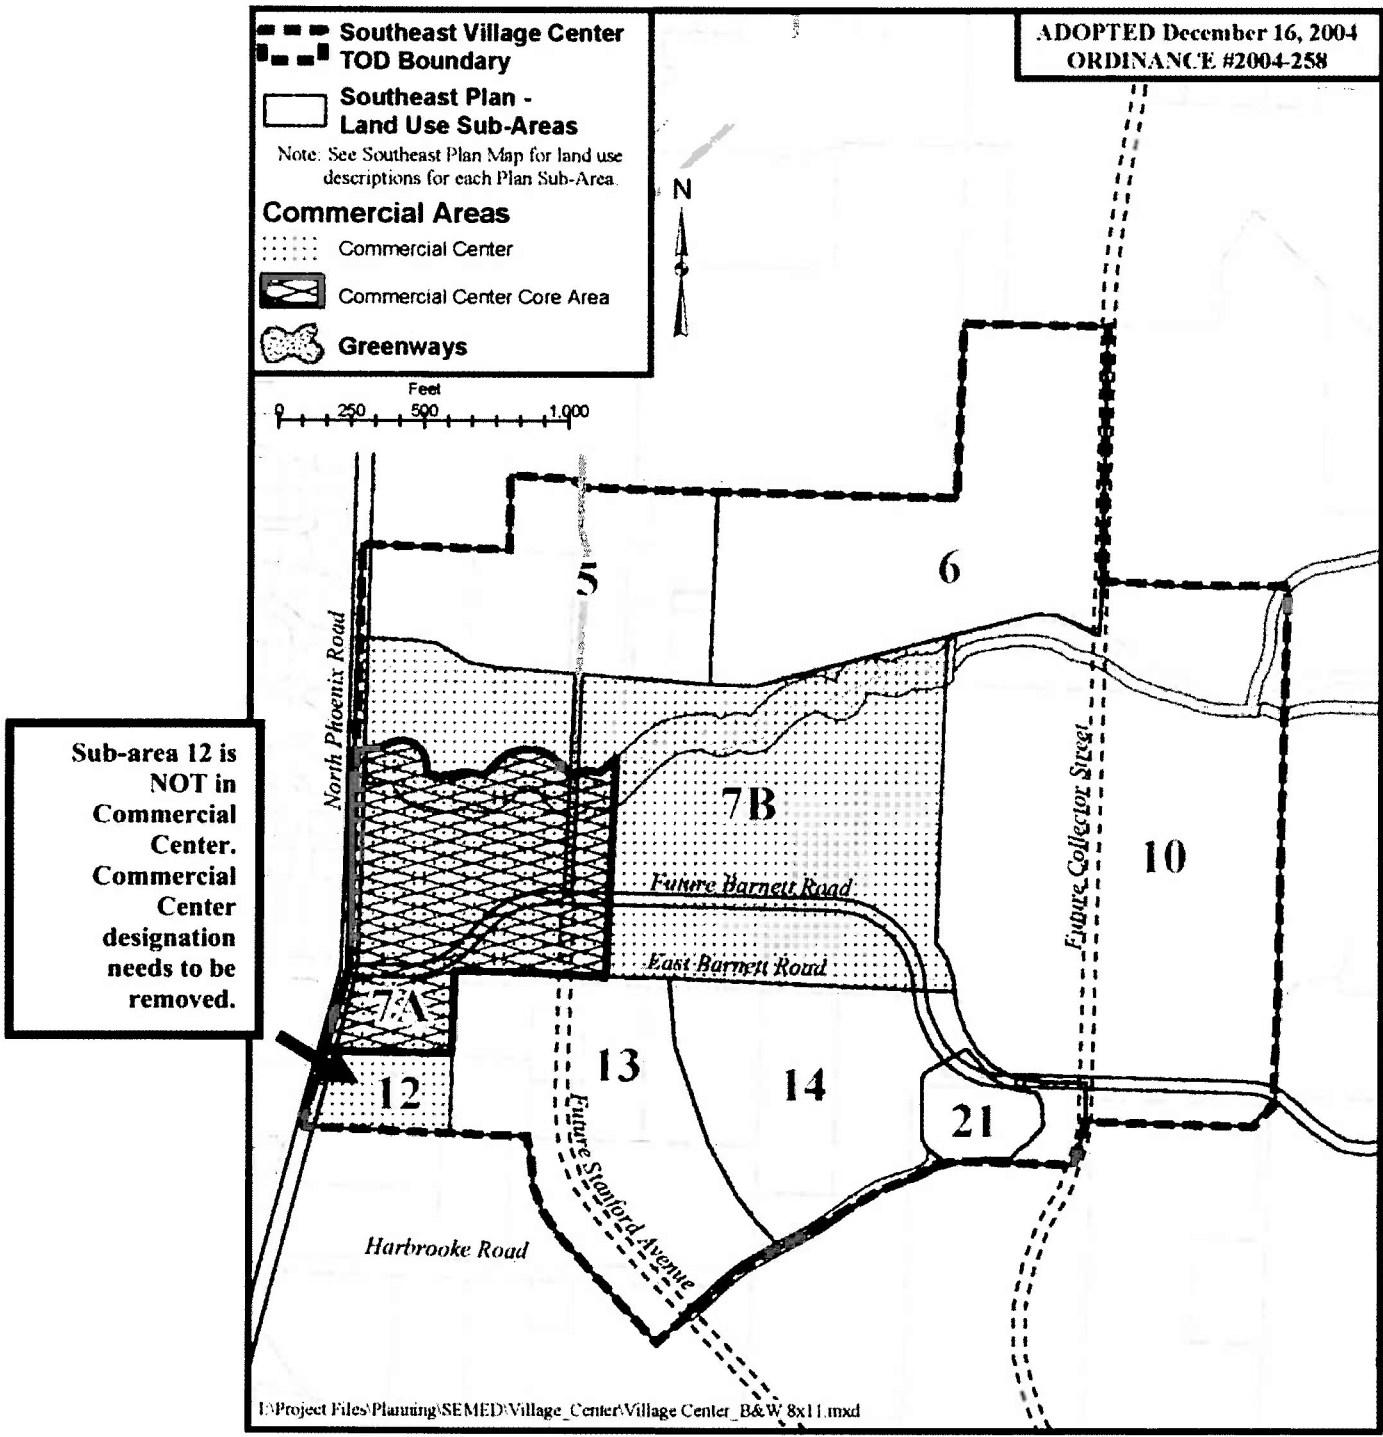 Southeast Village Center
TOD Boundary
Southeast Plan -
Land Use Sub-Areas
Note: See Southeast Plan Map for land use
descriptions for each Plan Sub-Area.
Commercial Areas
Commercial Center
Commercial Center Core Area
Greenways
ADOPTED December 16, 2004
ORDINANCE #2004-258
N
Feet
0 250 500 1,000
5
6
North Phoenix Road
Sub-area 12 is
NOT in
Commercial
Center.
Commercial
Center
designation
needs to be
removed.
7B
Future Collector Street
10
Future Barnett Road
East Barnett Road
7A
12
13
14
21
Future Stanford Avenue
Harbrooke Road
I:\Project Files\Planning\SEMED\Village_Center\Village Center_B&W 8x11.mxd